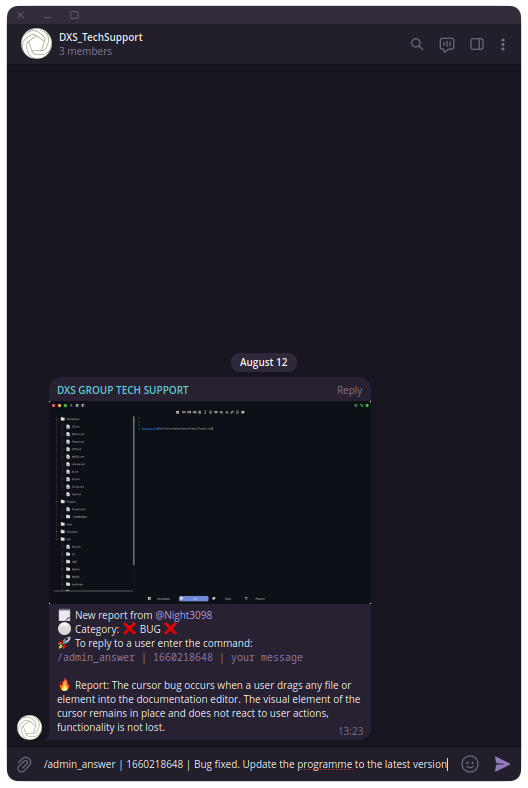 DXS_TechSupport
3 members
August 12
DXS GROUP TECH SUPPORT
Reply
New report from @Night3098
Category: ❌ BUG ❌
To reply to a user enter the command:
/admin_answer | 1660218648 | your message
Report: The cursor bug occurs when a user drags any file or
element into the documentation editor. The visual element of the
cursor remains in place and does not react to user actions,
functionality is not lost.
13:23
/admin_answer | 1660218648 | Bug fixed. Update the programme to the latest version